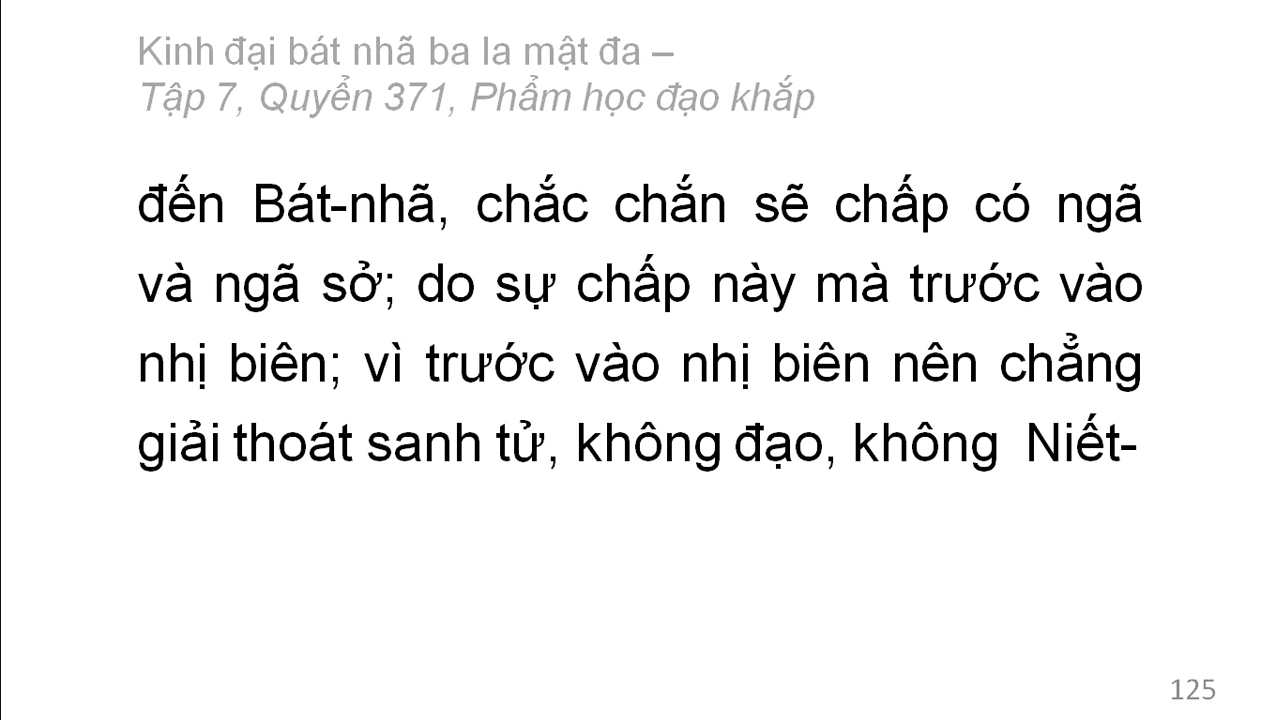 Kinh đại bát nhã ba la mật đa –
Tập 7, Quyển 371, Phẩm học đạo khắp
đến Bát-nhã, chắc chắn sẽ chấp có ngã
và ngã sở; do sự chấp này mà trước vào
nhị biên; vì trước vào nhị biên nên chẳng
giải thoát sanh tử, không đạo, không Niết-
125